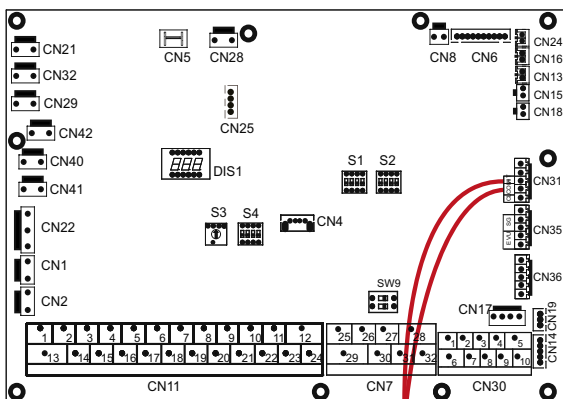 CN21
CN32
CN29
CN42
CN40
CN41
CN22
CN1
CN2
CN5
CN28
CN25
DIS1
S1 S2
S3 S4
CN4
SW9
CN8 CN6
CN24
CN16
CN13
CN15
CN18
CN31
EVU SG
CN35
CN36
CN17
CN19
CN14
1 2 3 4 5 6 7 8 9 10 11 12
13 14 15 16 17 18 19 20 21 22 23 24
CN11
25 26 27 28
29 30 31 32
CN7
1 2 3 4 5
6 7 8 9 10
CN30